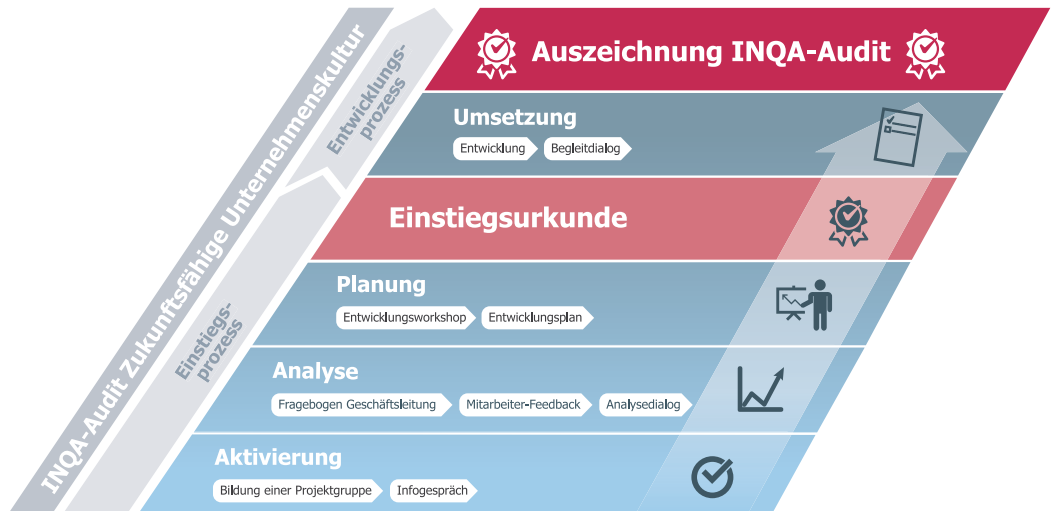 INQA-Audit Zukunftsfähige Unternehmenskultur
Entwicklungs-
prozess
Einstiegs-
prozess
Auszeichnung INQA-Audit
Umsetzung
Entwicklung
Begleitdialog
Einstiegsurkunde
Planung
Entwicklungsworkshop
Entwicklungsplan
Analyse
Fragebogen Geschäftsleitung
Mitarbeiter-Feedback
Analysedialog
Aktivierung
Bildung einer Projektgruppe
Infogespräch